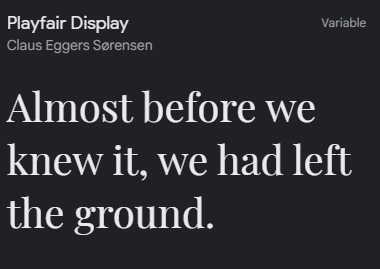 Playfair Display
Variable
Claus Eggers Sørensen
Almost before we
knew it, we had left
the ground.